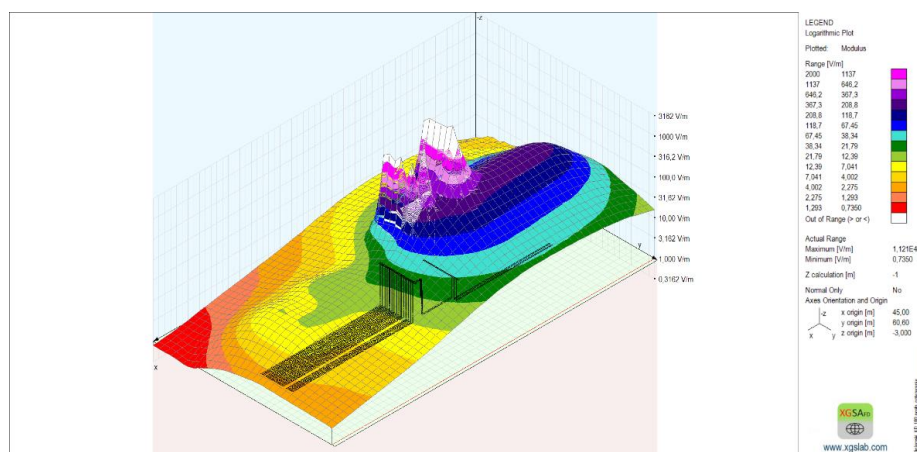 -z
3162 V/m
1000 V/m
316,2 V/m
100,0 V/m
31,62 V/m
10,00 V/m
3,162 V/m
1,000 V/m
0,3162 V/m
x
y
LEGEND
Logarithmic Plot
Plotted: Modulus
Range [V/m]
2000 1137
1137 646,2
646,2 367,3
367,3 208,8
208,8 118,7
118,7 67,45
67,45 38,34
38,34 21,79
21,79 12,39
12,39 7,041
7,041 4,002
4,002 2,275
2,275 1,293
1,293 0,7350
Out of Range (> or <)
Actual Range
Maximum [V/m] 1,121E4
Minimum [V/m] 0,7350
Z calculation [m] -1
Normal Only No
Axes Orientation and Origin
-z
x y
x origin [m] 45,00
y origin [m] 60,60
z origin [m] -3,000
XGSAFD
www.xgslab.com